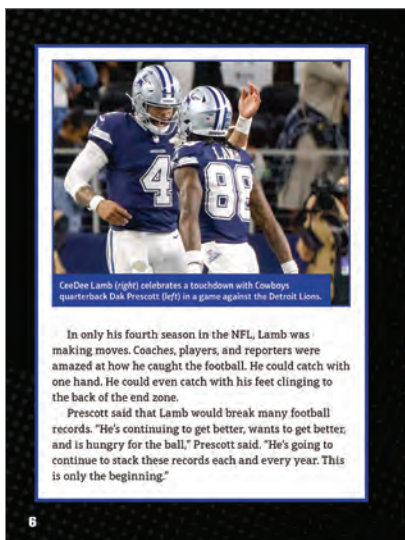 4
LAMB
88
CeeDee Lamb (right) celebrates a touchdown with Cowboys
quarterback Dak Prescott (left) in a game against the Detroit Lions.
In only his fourth season in the NFL, Lamb was
making moves. Coaches, players, and reporters were
amazed at how he caught the football. He could catch with
one hand. He could even catch with his feet clinging to
the back of the end zone.
Prescott said that Lamb would break many football
records. “He’s continuing to get better, wants to get better,
and is hungry for the ball,” Prescott said. “He’s going to
continue to stack these records each and every year. This
is only the beginning.”
6